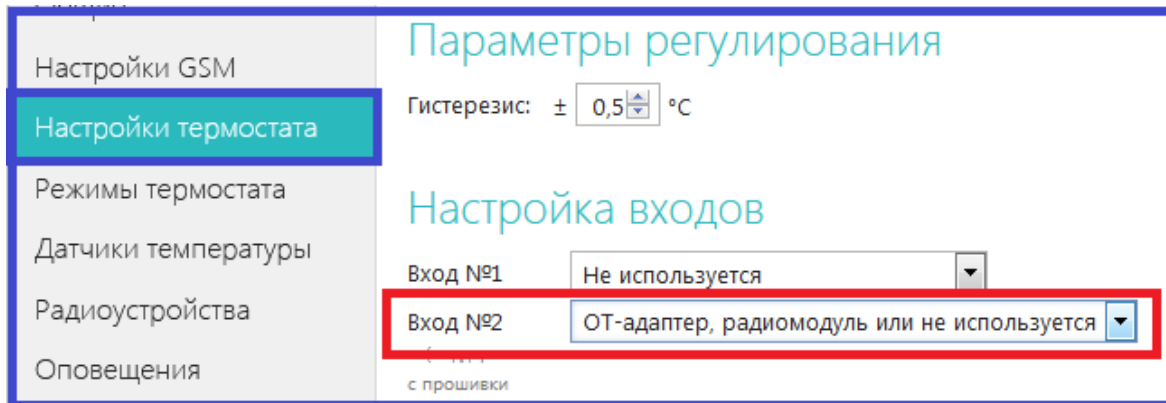 Настройки GSM
Настройки термостата
Режимы термостата
Датчики температуры
Радиоустройства
Оповещения
Параметры регулирования
Гистерезис: ± 0,5 °C
Настройка входов
Вход №1 Не используется
Вход №2 ОТ-адаптер, радиомодуль или не используется
с прошивки